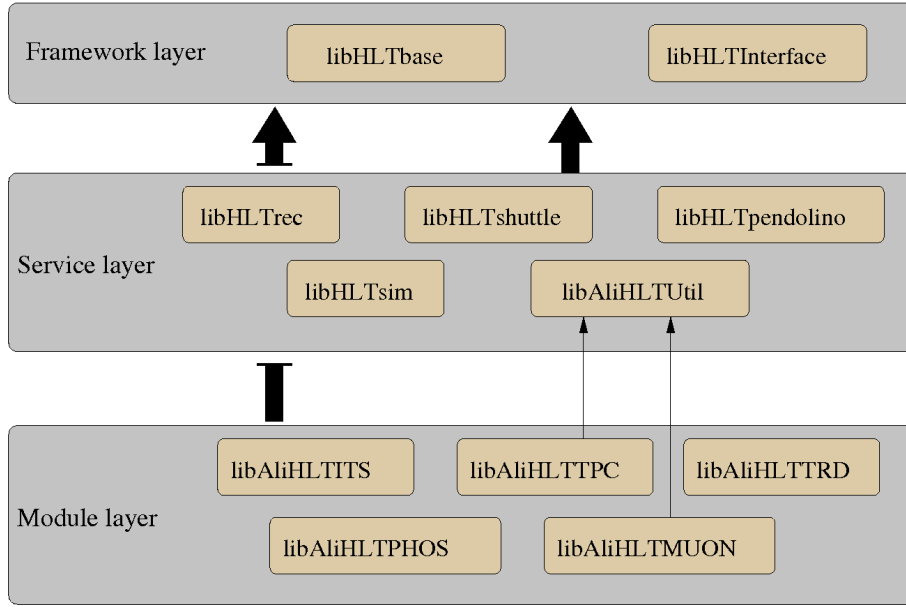 Framework layer
libHLTbase
libHLTInterface
libHLTrec
libHLTshuttle
libHLTpendolino
Service layer
libHLTsim
libAliHLTUtil
libAliHLTITS
libAliHLTTPC
libAliHLTTRD
Module layer
libAliHLTPHOS
libAliHLTMUON